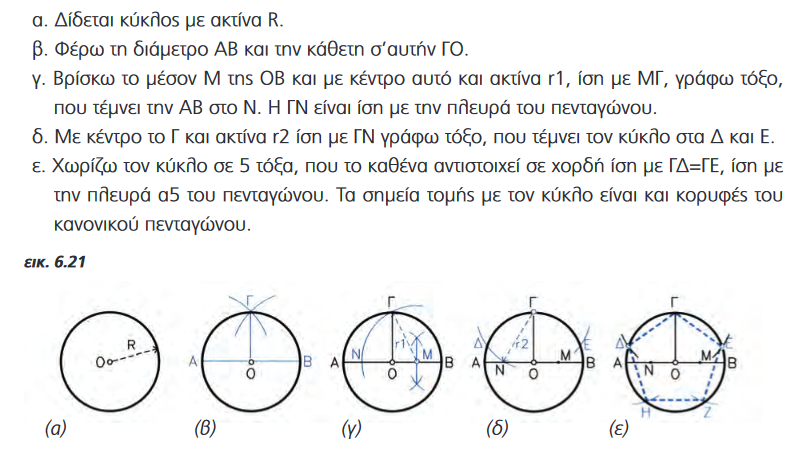 α. Δίδεται κύκλος με ακτίνα R.
β. Φέρω τη διάμετρο ΑΒ και την κάθετη σ’αυτήν ΓΟ.
γ. Βρίσκω το μέσον Μ της ΟΒ και με κέντρο αυτό και ακτίνα r1, ίση με ΜΓ, γράφω τόξο,
που τέμνει την ΑΒ στο Ν. Η ΓΝ είναι ίση με την πλευρά του πενταγώνου.
δ. Με κέντρο το Γ και ακτίνα r2 ίση με ΓΝ γράφω τόξο, που τέμνει τον κύκλο στα Δ και Ε.
ε. Χωρίζω τον κύκλο σε 5 τόξα, που το καθένα αντιστοιχεί σε χορδή ίση με ΓΔ=ΓΕ, ίση με
την πλευρά α5 του πενταγώνου. Τα σημεία τομής με τον κύκλο είναι και κορυφές του
κανονικού πενταγώνου.
εικ. 6.21
R
Ο
(α)
Γ
Α Β
Ο
(β)
Γ
r1
Α Ν Μ Β
Ο
(γ)
Γ
Δ r2 Ε
Α Ν Μ Β
Ο
(δ)
Γ
Δ Ε
Α Ν Μ Β
Ο
Η Ζ
(ε)